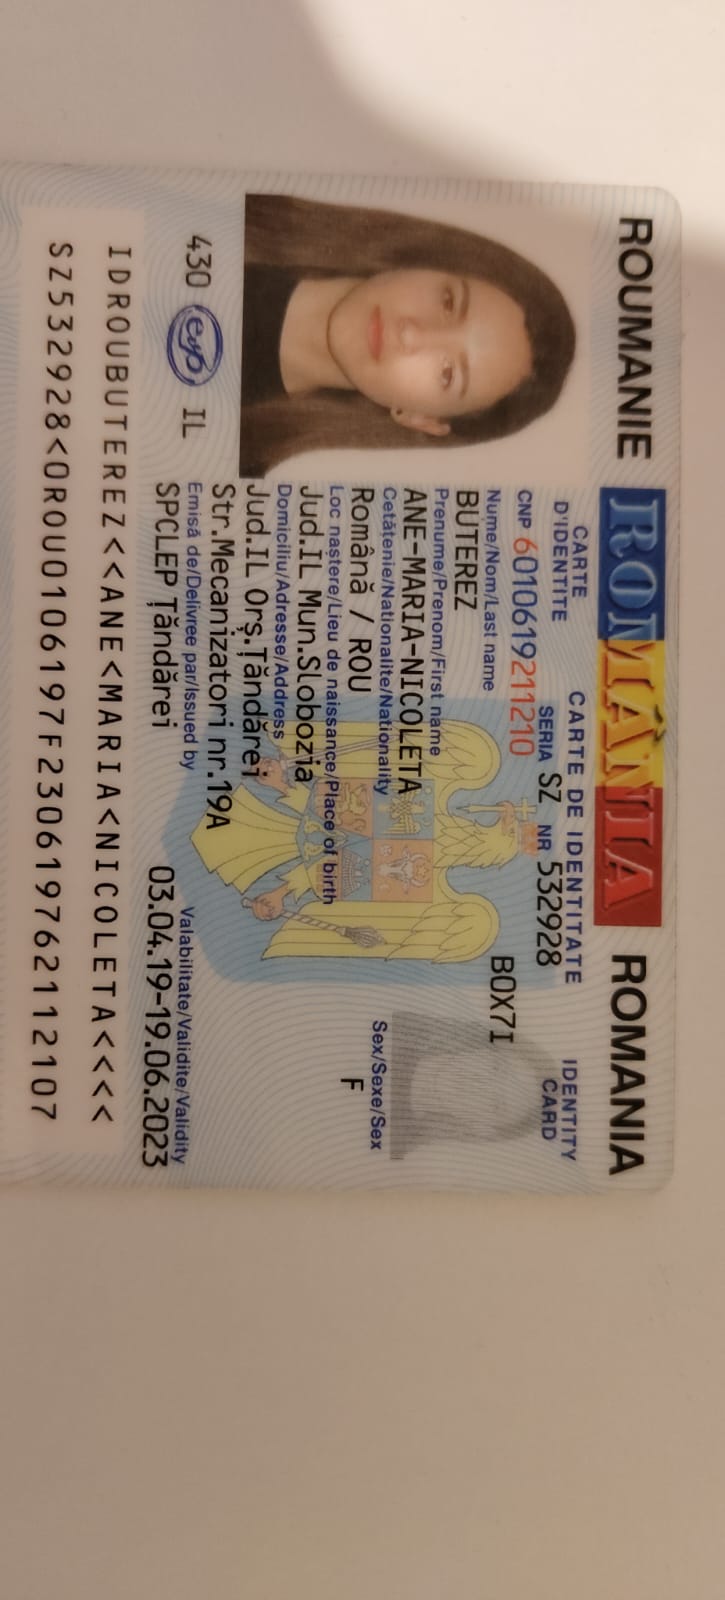 ROUMANIE ROMÂNIA ROMANIA
CARTE D'IDENTITE
CARTE DE IDENTITATE
IDENTITY CARD
SERIA SZ NR 532928
CNP 6010619211210
BOX7I
Nume/Nom/Last name
BUTEREZ
Prenume/Prenom/First name
ANE-MARIA-NICOLETA
Cetăţenie/Nationalite/Nationality
Română / ROU
Sex/Sexe/Sex
F
Loc naştere/Lieu de naissance/Place of birth
Jud.IL Mun.Slobozia
Domiciliu/Adresse/Address
Jud.IL Orş.Ţăndărei
Str.Mecanizatori nr.19A
Emisă de/Delivree par/Issued by
SPCLEP Ţăndărei
Valabilitate/Validite/Validity
03.04.19-19.06.2023
430 IL
IDROUBUTEREZ<<ANE<MARIA<NICOLETA<<<<
SZ532928<0ROU0106197F230619762112107